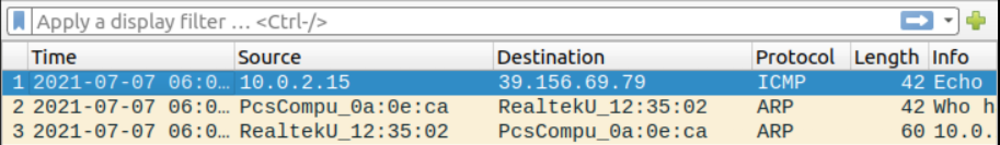 Apply a display filter ... <Ctrl-/>
Time Source Destination Protocol Length Info
1 2021-07-07 06:0… 10.0.2.15 39.156.69.79 ICMP 42 Echo
2 2021-07-07 06:0… PcsCompu_0a:0e:ca RealtekU_12:35:02 ARP 42 Who h
3 2021-07-07 06:0… RealtekU_12:35:02 PcsCompu_0a:0e:ca ARP 60 10.0.